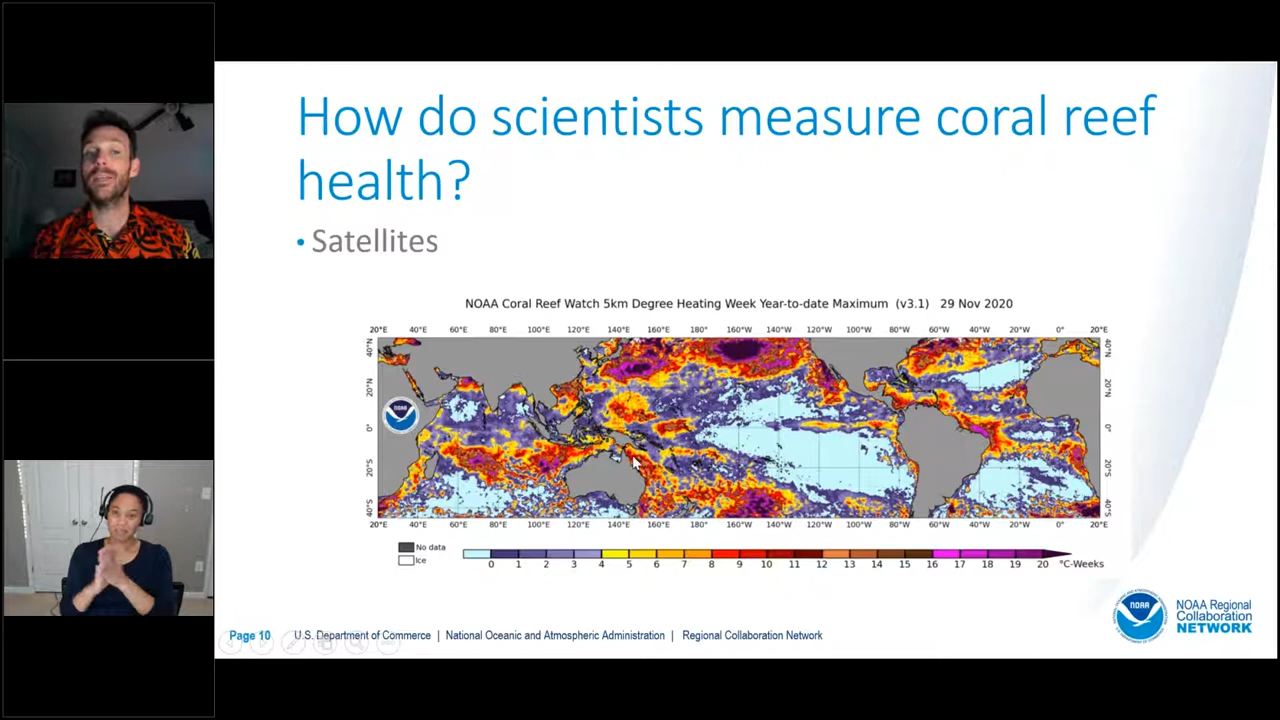 How do scientists measure coral reef
health?
• Satellites
NOAA Coral Reef Watch 5km Degree Heating Week Year-to-date Maximum (v3.1) 29 Nov 2020
20°E 40°E 60°E 80°E 100°E 120°E 140°E 160°E 180° 160°W 140°W 120°W 100°W 80°W 60°W 40°W 20°W 0° 20°E
40°N 40°N
20°N 20°N
NOAA
0° 0°
20°S 20°S
40°S 40°S
20°E 40°E 60°E 80°E 100°E 120°E 140°E 160°E 180° 160°W 140°W 120°W 100°W 80°W 60°W 40°W 20°W 0° 20°E
No data
Ice
0 1 2 3 4 5 6 7 8 9 10 11 12 13 14 15 16 17 18 19 20 °C-Weeks
NOAA
NOAA Regional
Collaboration
NETWORK
Page 10 U.S. Department of Commerce | National Oceanic and Atmospheric Administration | Regional Collaboration Network